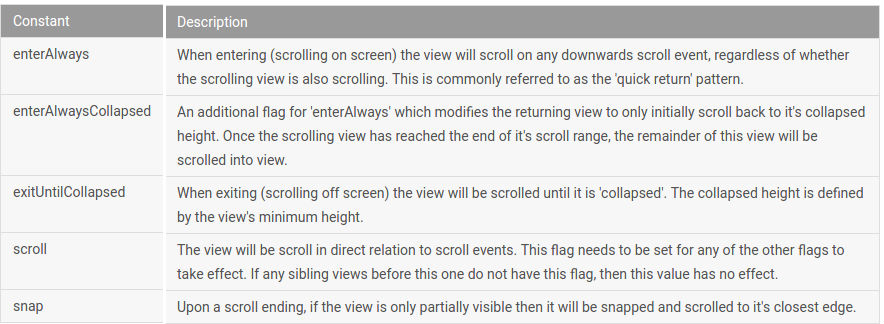 Constant Description
enterAlways When entering (scrolling on screen) the view will scroll on any downwards scroll event, regardless of whether
the scrolling view is also scrolling. This is commonly referred to as the 'quick return' pattern.
enterAlwaysCollapsed An additional flag for 'enterAlways' which modifies the returning view to only initially scroll back to it's collapsed
height. Once the scrolling view has reached the end of it's scroll range, the remainder of this view will be
scrolled into view.
exitUntilCollapsed When exiting (scrolling off screen) the view will be scrolled until it is 'collapsed'. The collapsed height is defined
by the view's minimum height.
scroll The view will be scroll in direct relation to scroll events. This flag needs to be set for any of the other flags to
take effect. If any sibling views before this one do not have this flag, then this value has no effect.
snap Upon a scroll ending, if the view is only partially visible then it will be snapped and scrolled to it's closest edge.